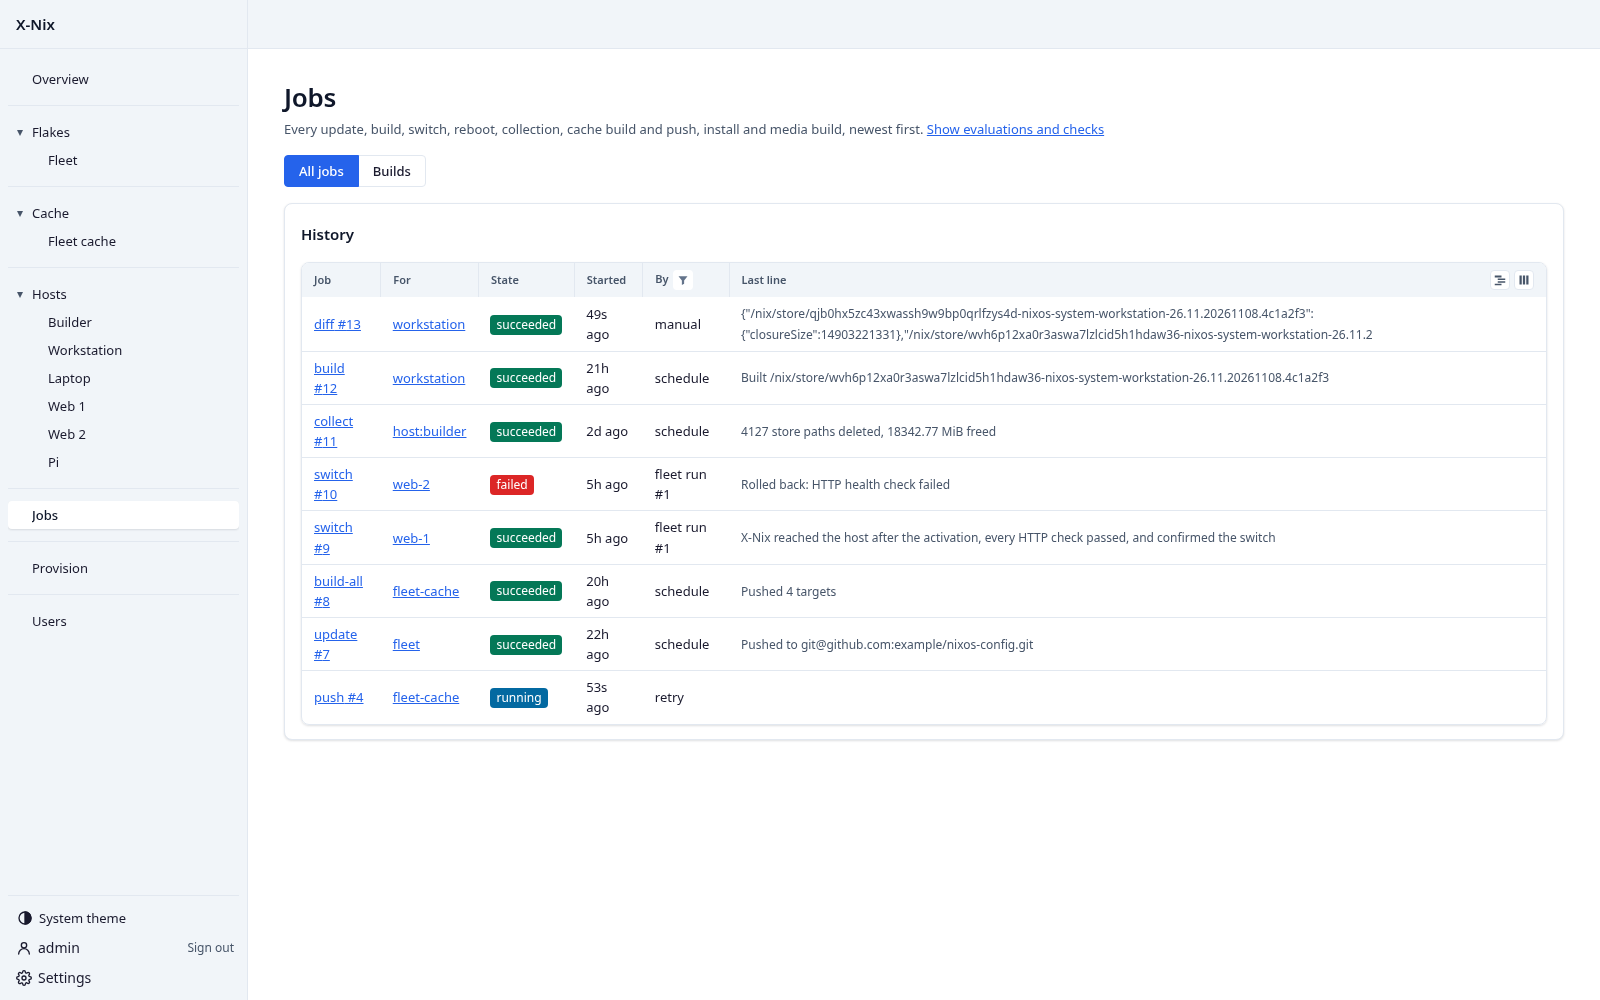 X-Nix
Overview
Flakes
Fleet
Cache
Fleet cache
Hosts
Builder
Workstation
Laptop
Web 1
Web 2
Pi
Jobs
Provision
Users
System theme
admin Sign out
Settings
Jobs
Every update, build, switch, reboot, collection, cache build and push, install and media build, newest first. Show evaluations and checks
All jobs Builds
History
Job For State Started By Last line
diff #13 workstation succeeded 49s ago manual {"/nix/store/qjb0hx5zc43xwassh9w9bp0qrlfzys4d-nixos-system-workstation-26.11.20261108.4c1a2f3":
{"closureSize":14903221331},"/nix/store/wvh6p12xa0r3aswa7lzlcid5h1hdaw36-nixos-system-workstation-26.11.2
build #12 workstation succeeded 21h ago schedule Built /nix/store/wvh6p12xa0r3aswa7lzlcid5h1hdaw36-nixos-system-workstation-26.11.20261108.4c1a2f3
collect #11 host:builder succeeded 2d ago schedule 4127 store paths deleted, 18342.77 MiB freed
switch #10 web-2 failed 5h ago fleet run #1 Rolled back: HTTP health check failed
switch #9 web-1 succeeded 5h ago fleet run #1 X-Nix reached the host after the activation, every HTTP check passed, and confirmed the switch
build-all #8 fleet-cache succeeded 20h ago schedule Pushed 4 targets
update #7 fleet succeeded 22h ago schedule Pushed to git@github.com:example/nixos-config.git
push #4 fleet-cache running 53s ago retry